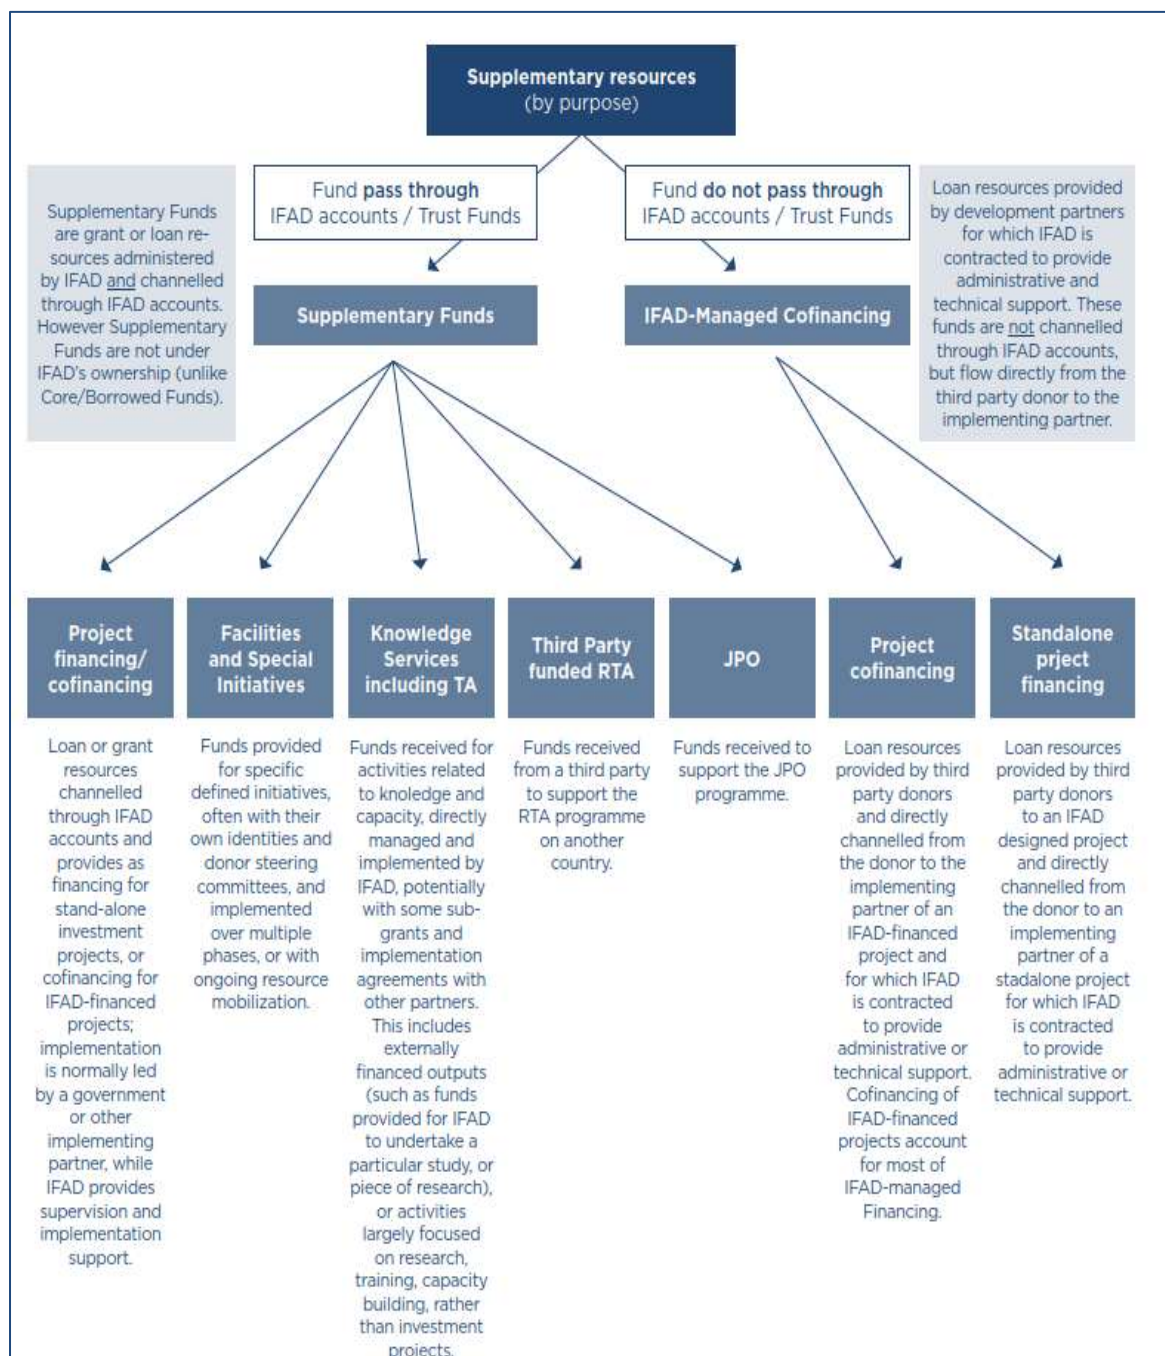 Supplementary resources
(by purpose)
Fund pass through
IFAD accounts / Trust Funds
Fund do not pass through
IFAD accounts / Trust Funds
Supplementary Funds
are grant or loan re-
sources administered
by IFAD and channelled
through IFAD accounts.
However Supplementary
Funds are not under
IFAD's ownership (unlike
Core/Borrowed Funds).
Supplementary Funds
IFAD-Managed Cofinancing
Loan resources provided
by development partners
for which IFAD is
contracted to provide
administrative and
technical support. These
funds are not channelled
through IFAD accounts,
but flow directly from the
third party donor to the
implementing partner.
Project
financing/
cofinancing
Loan or grant
resources
channelled
through IFAD
accounts and
provides as
financing for
stand-alone
investment
projects, or
cofinancing for
IFAD-financed
projects;
implementation
is normally led
by a government
or other
implementing
partner, while
IFAD provides
supervision and
implementation
support.
Facilities
and Special
Initiatives
Funds provided
for specific
defined initiatives,
often with their
own identities and
donor steering
committees, and
implemented
over multiple
phases, or with
ongoing resource
mobilization.
Knowledge
Services
including TA
Funds received for
activities related
to knoledge and
capacity, directly
managed and
implemented by
IFAD, potentially
with some sub-
grants and
implementation
agreements with
other partners.
This includes
externally
financed outputs
(such as funds
provided for IFAD
to undertake a
particular study, or
piece of research),
or activities
largely focused
on research,
training, capacity
building, rather
than investment
projects.
Third Party
funded RTA
Funds received
from a third party
to support the
RTA programme
on another
country.
JPO
Funds received to
support the JPO
programme.
Project
cofinancing
Loan resources
provided by third
party donors
and directly
channelled from
the donor to the
implementing
partner of an
IFAD-financed
project and
for which IFAD
is contracted
to provide
administrative or
technical support.
Cofinancing of
IFAD-financed
projects account
for most of
IFAD-managed
Financing.
Standalone
prject
financing
Loan resources
provided by third
party donors
to an IFAD
designed project
and directly
channelled from
the donor to an
implementing
partner of a
stadalone project
for which IFAD
is contracted
to provide
administrative or
technical support.